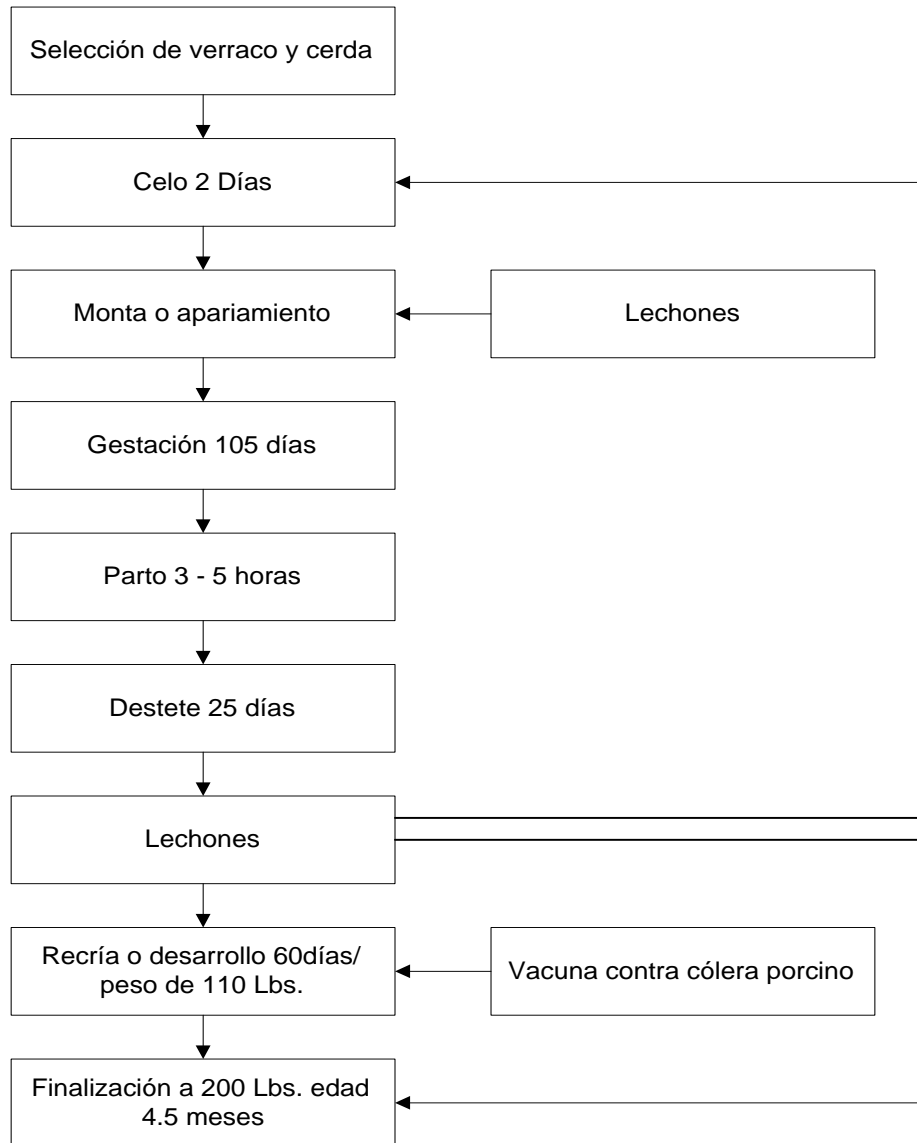 Selección de verraco y cerda
Celo 2 Días
Monta o apariamiento
Lechones
Gestación 105 días
Parto 3 - 5 horas
Destete 25 días
Lechones
Recría o desarrollo 60días/
peso de 110 Lbs.
Vacuna contra cólera porcino
Finalización a 200 Lbs. edad
4.5 meses